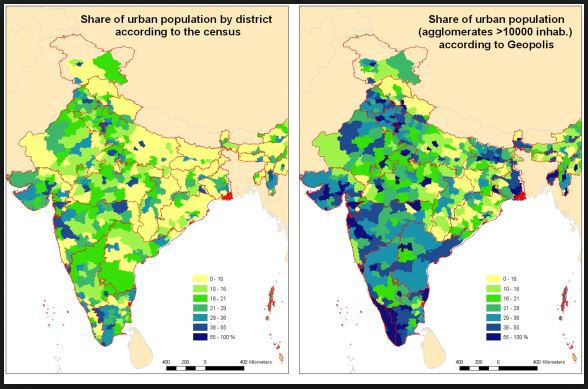 Share of urban population by district
according to the census
0 - 10
10 - 16
16 - 21
21 - 29
29 - 38
38 - 55
55 - 100 %
400 200 0 400 Kilometers
Share of urban population
(agglomerates >10000 inhab.)
according to Geopolis
0 - 10
10 - 16
16 - 21
21 - 29
29 - 38
38 - 55
55 - 100 %
400 200 0 400 Kilometers